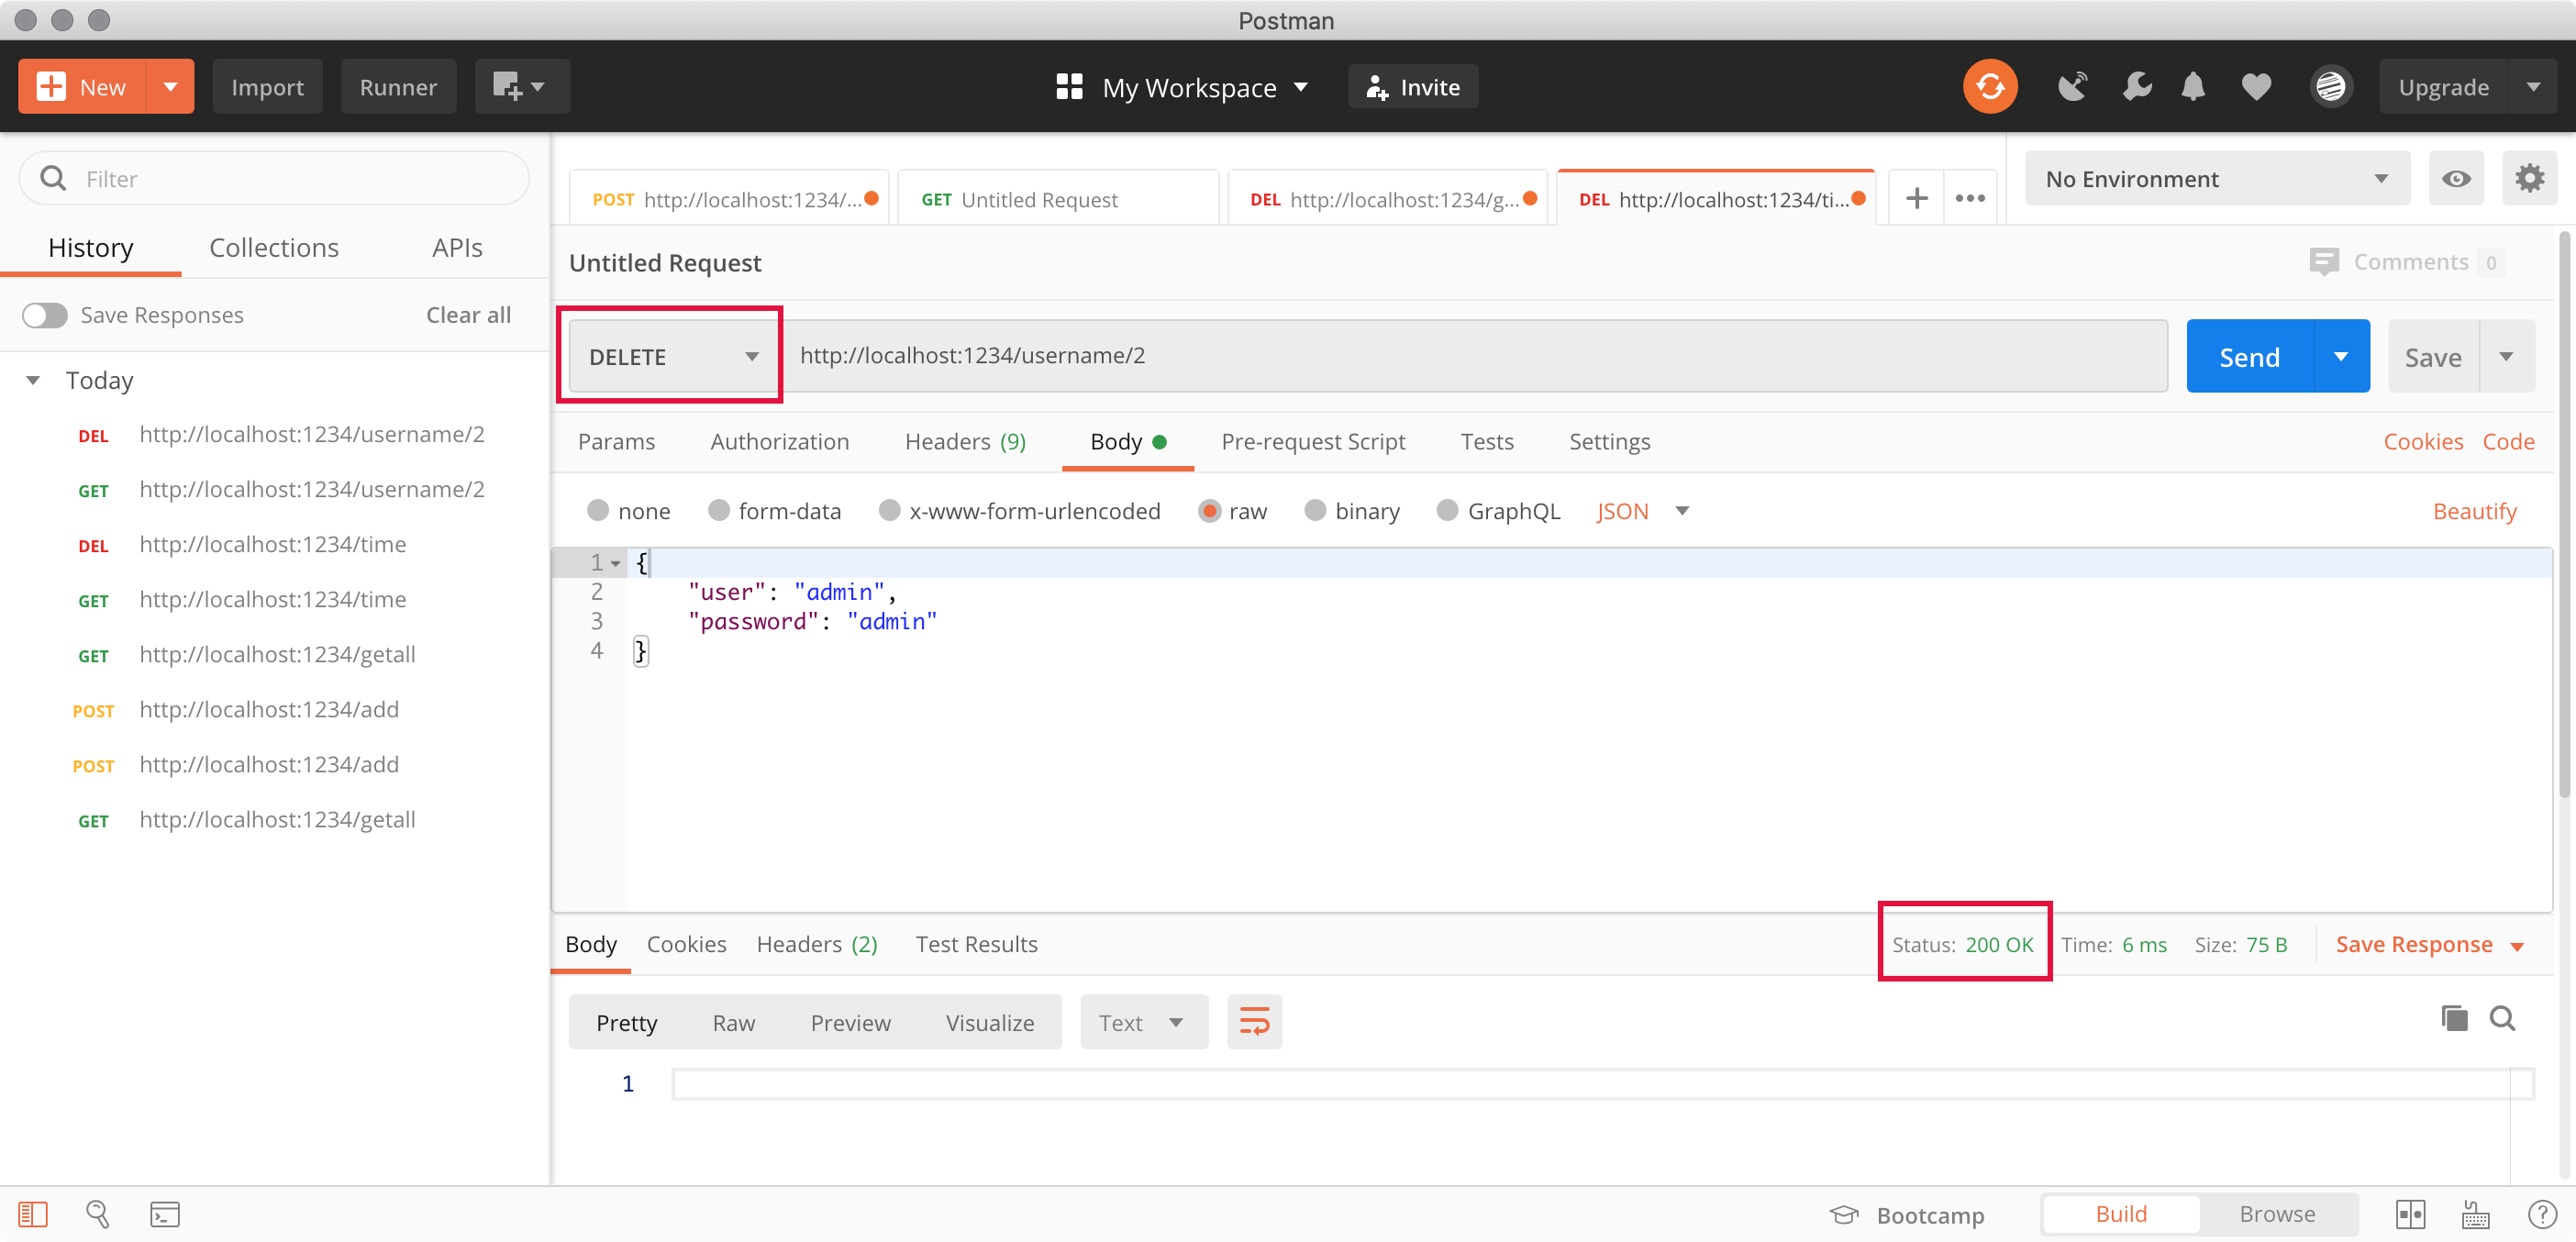 Postman
New Import Runner My Workspace Invite Upgrade
Filter
History Collections APIs
Save Responses Clear all
Today
DEL http://localhost:1234/username/2
GET http://localhost:1234/username/2
DEL http://localhost:1234/time
GET http://localhost:1234/time
GET http://localhost:1234/getall
POST http://localhost:1234/add
POST http://localhost:1234/add
GET http://localhost:1234/getall
POST http://localhost:1234/... GET Untitled Request DEL http://localhost:1234/g... DEL http://localhost:1234/ti... + ••• No Environment
Untitled Request Comments 0
DELETE http://localhost:1234/username/2 Send Save
Params Authorization Headers (9) Body Pre-request Script Tests Settings Cookies Code
none form-data x-www-form-urlencoded raw binary GraphQL JSON Beautify
1 {
2 "user": "admin",
3 "password": "admin"
4 }
Body Cookies Headers (2) Test Results Status: 200 OK Time: 6 ms Size: 75 B Save Response
Pretty Raw Preview Visualize Text
1
Bootcamp Build Browse ?